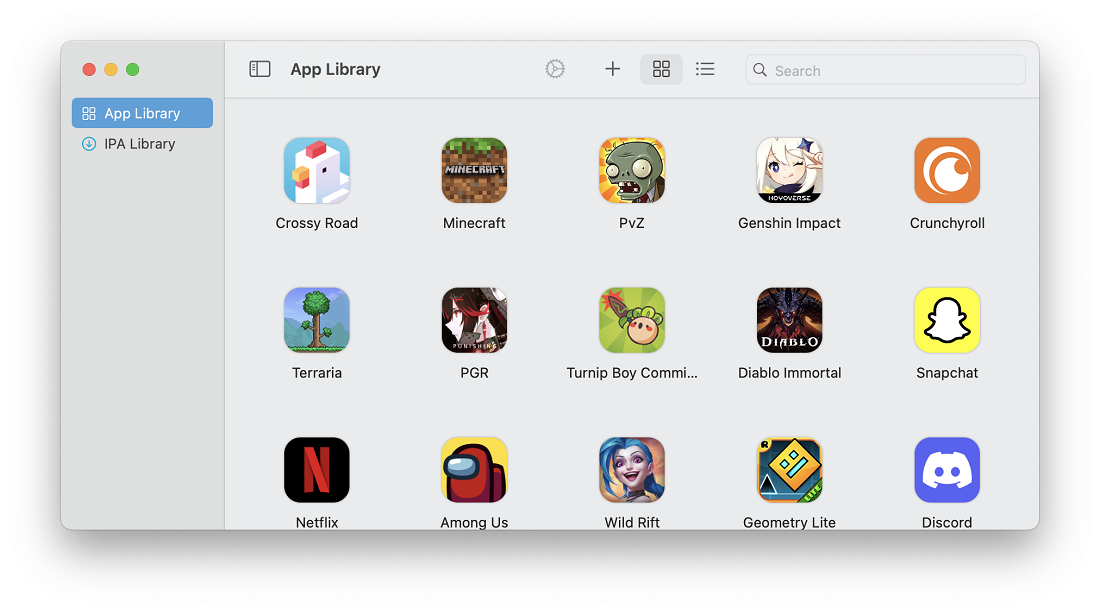 App Library
Search
App Library
IPA Library
MINECRAFT
HOYOVERSE
Crossy Road
Minecraft
PvZ
Genshin Impact
Crunchyroll
PUNISHING
DIABLO
Terraria
PGR
Turnip Boy Commi...
Diablo Immortal
Snapchat
N
R
LITE
Netflix
Among Us
Wild Rift
Geometry Lite
Discord